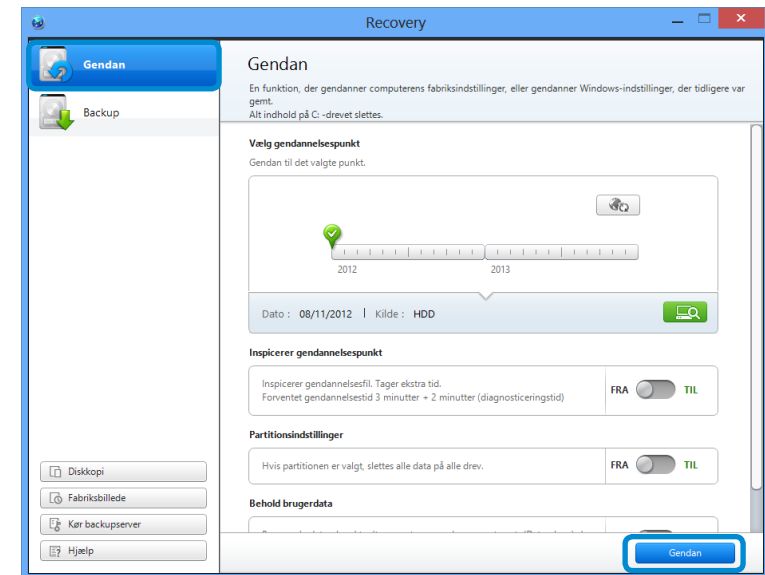 Recovery
Gendan
Backup
Diskkopi
Fabriksbillede
Kør backupserver
Hjælp
Gendan
En funktion, der gendanner computerens fabriksindstillinger, eller gendanner Windows-indstillinger, der tidligere var
gemt.
Alt indhold på C: -drevet slettes.
Vælg gendannelsespunkt
Gendan til det valgte punkt.
2012 2013
Dato : 08/11/2012 | Kilde : HDD
Inspicerer gendannelsespunkt
Inspicerer gendannelsesfil. Tager ekstra tid.
Forventet gendannelsestid 3 minutter + 2 minutter (diagnosticeringstid)
FRA TIL
Partitionsindstillinger
Hvis partitionen er valgt, slettes alle data på alle drev.
FRA TIL
Behold brugerdata
Gendan